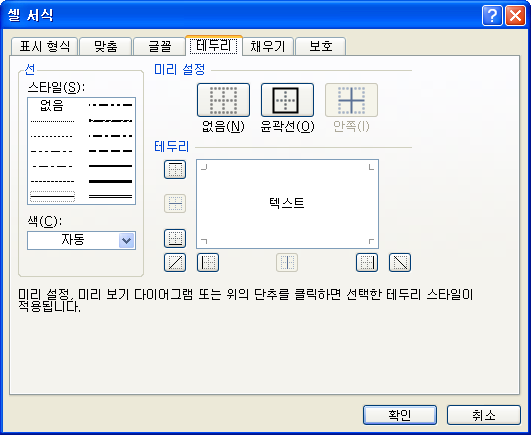 셀 서식
표시 형식 맞춤 글꼴 테두리 채우기 보호
선
스타일(S):
없음
색(C):
자동
미리 설정
없음(N) 윤곽선(O) 안쪽(I)
테두리
텍스트
미리 설정, 미리 보기 다이어그램 또는 위의 단추를 클릭하면 선택한 테두리 스타일이
적용됩니다.
확인 취소